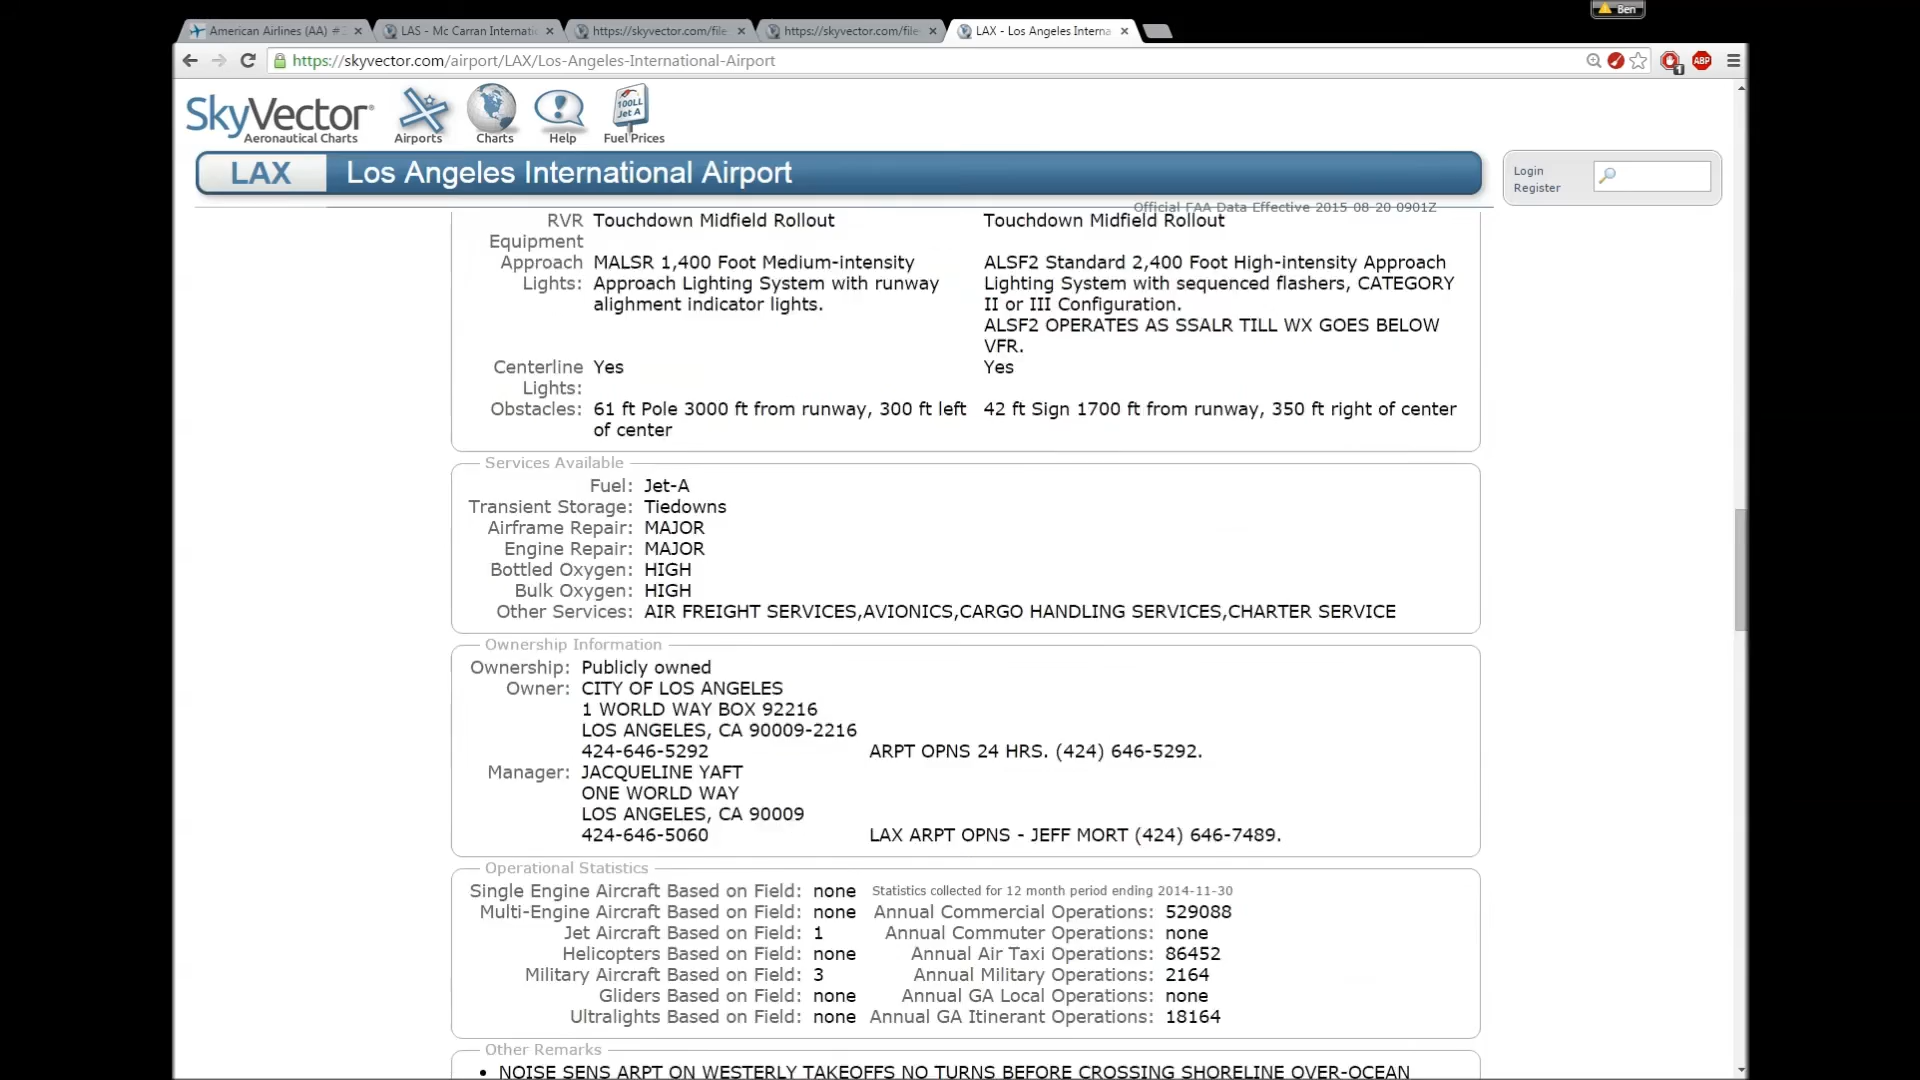 Ben
American Airlines (AA) #
LAS - Mc Carran Internati
https://skyvector.com/file
https://skyvector.com/file
LAX - Los Angeles Interna
https://skyvector.com/airport/LAX/Los-Angeles-International-Airport
ABP
1
SkyVector
Aeronautical Charts
100LL
Jet A
Airports
Charts
Help
Fuel Prices
LAX
Los Angeles International Airport
Login
Register
Official FAA Data Effective 2015-08-20 0901Z
RVR Equipment Touchdown Midfield Rollout Touchdown Midfield Rollout
Approach MALSR 1,400 Foot Medium-intensity ALSF2 Standard 2,400 Foot High-intensity Approach
Lights: Approach Lighting System with runway Lighting System with sequenced flashers, CATEGORY
alighment indicator lights. II or III Configuration.
ALSF2 OPERATES AS SSALR TILL WX GOES BELOW
VFR.
Centerline Yes Yes
Lights:
Obstacles: 61 ft Pole 3000 ft from runway, 300 ft left 42 ft Sign 1700 ft from runway, 350 ft right of center
of center
Services Available
Fuel: Jet-A
Transient Storage: Tiedowns
Airframe Repair: MAJOR
Engine Repair: MAJOR
Bottled Oxygen: HIGH
Bulk Oxygen: HIGH
Other Services: AIR FREIGHT SERVICES,AVIONICS,CARGO HANDLING SERVICES,CHARTER SERVICE
Ownership Information
Ownership: Publicly owned
Owner: CITY OF LOS ANGELES
1 WORLD WAY BOX 92216
LOS ANGELES, CA 90009-2216
424-646-5292 ARPT OPNS 24 HRS. (424) 646-5292.
Manager: JACQUELINE YAFT
ONE WORLD WAY
LOS ANGELES, CA 90009
424-646-5060 LAX ARPT OPNS - JEFF MORT (424) 646-7489.
Operational Statistics
Single Engine Aircraft Based on Field: none Statistics collected for 12 month period ending 2014-11-30
Multi-Engine Aircraft Based on Field: none Annual Commercial Operations: 529088
Jet Aircraft Based on Field: 1 Annual Commuter Operations: none
Helicopters Based on Field: none Annual Air Taxi Operations: 86452
Military Aircraft Based on Field: 3 Annual Military Operations: 2164
Gliders Based on Field: none Annual GA Local Operations: none
Ultralights Based on Field: none Annual GA Itinerant Operations: 18164
Other Remarks
• NOISE SENS ARPT ON WESTERLY TAKEOFFS NO TURNS BEFORE CROSSING SHORELINE OVER-OCEAN